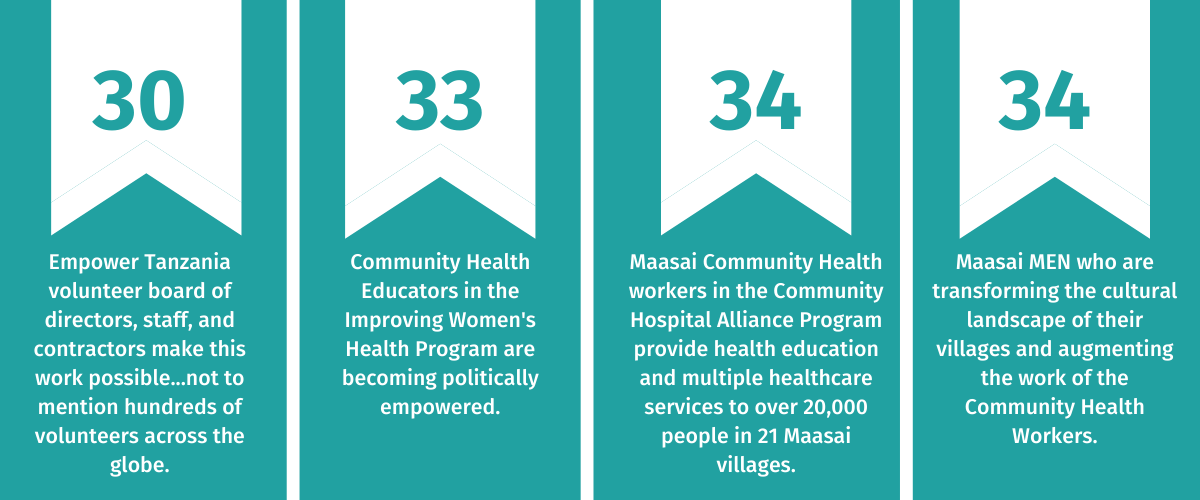 30
Empower Tanzania
volunteer board of
directors, staff, and
contractors make this
work possible...not to
mention hundreds of
volunteers across the
globe.
33
Community Health
Educators in the
Improving Women's
Health Program are
becoming politically
empowered.
34
Maasai Community Health
workers in the Community
Hospital Alliance Program
provide health education
and multiple healthcare
services to over 20,000
people in 21 Maasai
villages.
34
Maasai MEN who are
transforming the cultural
landscape of their
villages and augmenting
the work of the
Community Health
Workers.